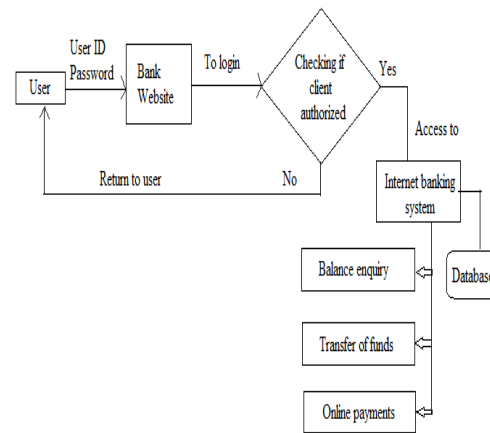 User ID
Password
User
Bank
Website
To login
Checking if
client
authorized
Yes
No
Return to user
Access to
Internet banking
system
Database
Balance enquiry
Transfer of funds
Online payments